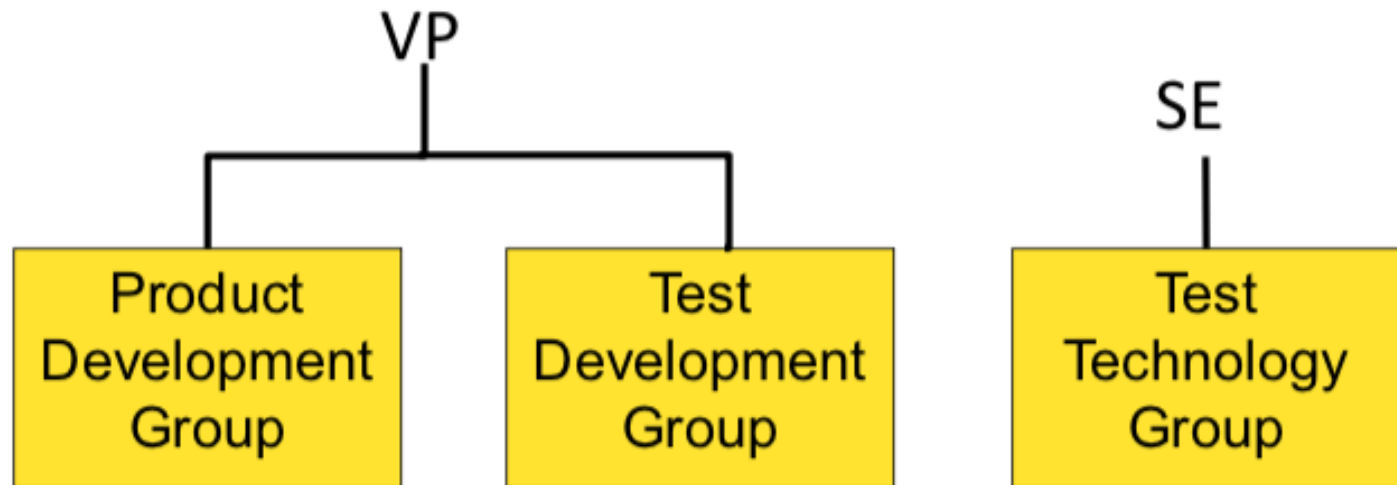 VP
SE
Product
Development
Group
Test
Development
Group
Test
Technology
Group